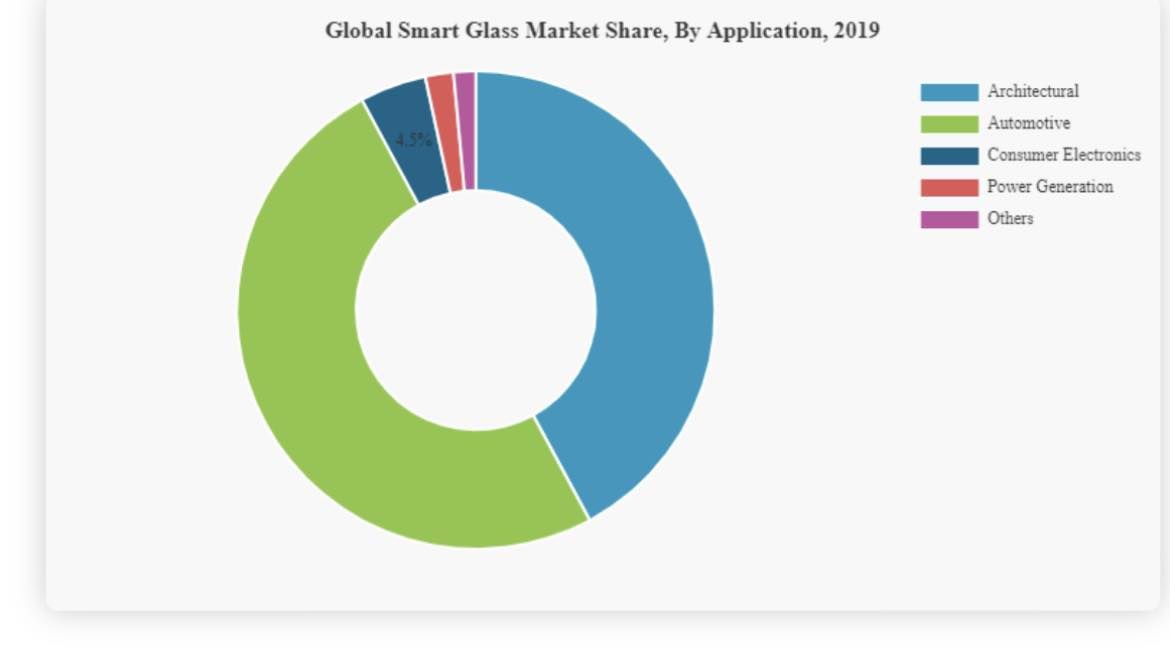 Global Smart Glass Market Share, By Application, 2019
Architectural
Automotive
Consumer Electronics
Power Generation
Others
4.5%